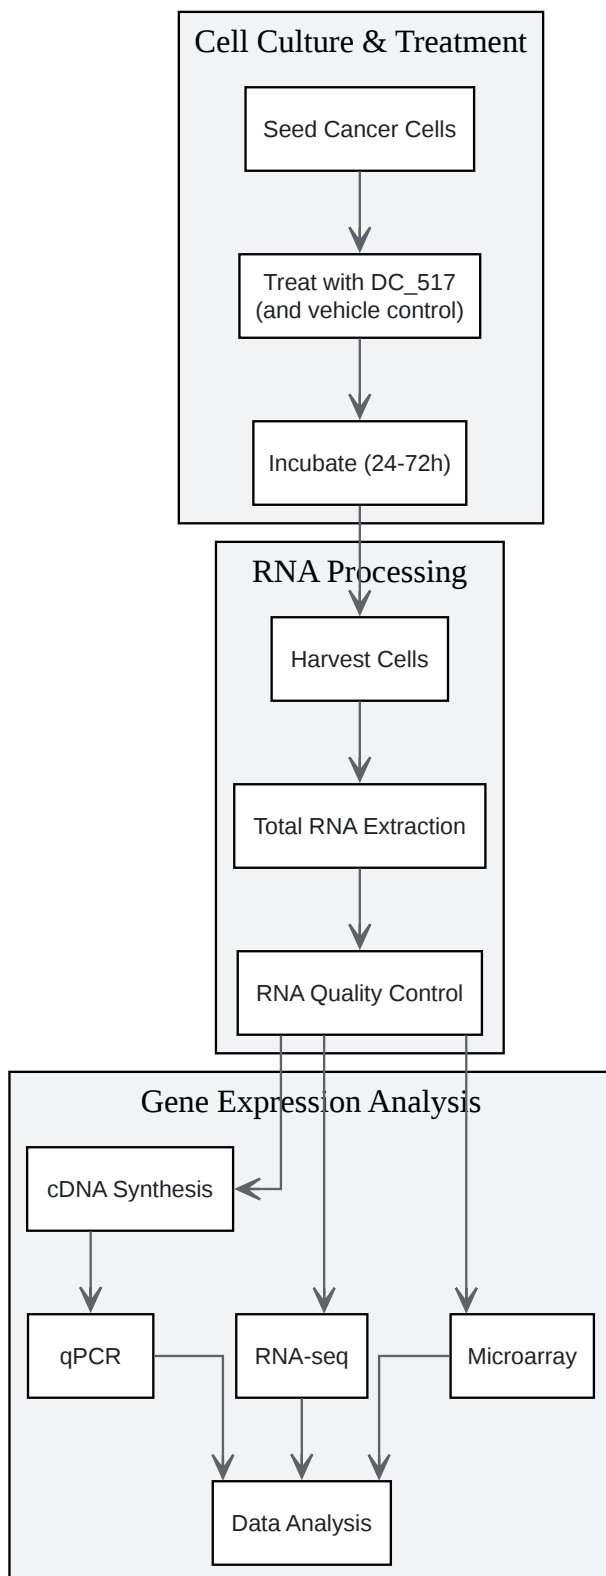 Cell Culture & Treatment
Seed Cancer Cells
Treat with DC_517
(and vehicle control)
Incubate (24-72h)
RNA Processing
Harvest Cells
Total RNA Extraction
RNA Quality Control
Gene Expression Analysis
cDNA Synthesis
qPCR
RNA-seq
Microarray
Data Analysis